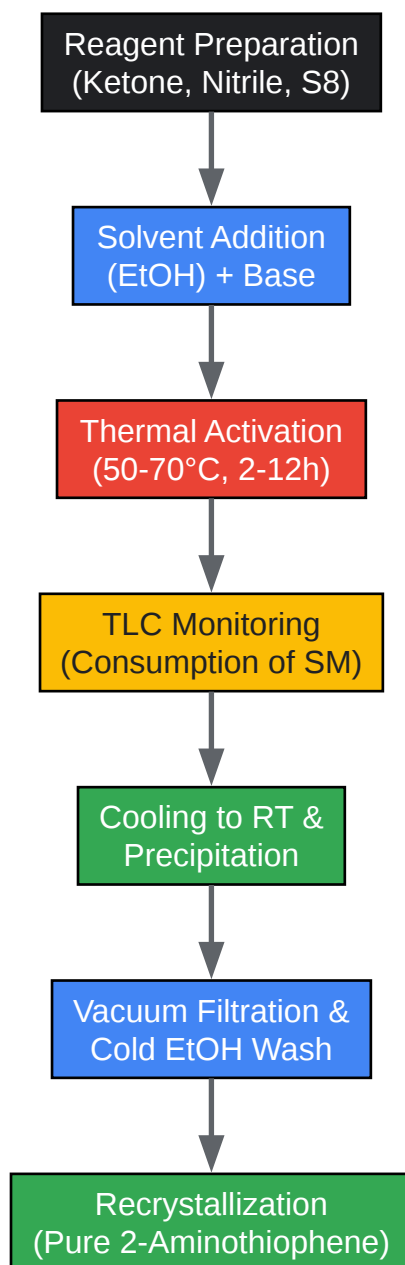 Reagent Preparation
(Ketone, Nitrile, S8)
Solvent Addition
(EtOH) + Base
Thermal Activation
(50-70°C, 2-12h)
TLC Monitoring
(Consumption of SM)
Cooling to RT &
Precipitation
Vacuum Filtration &
Cold EtOH Wash
Recrystallization
(Pure 2-Aminothiophene)